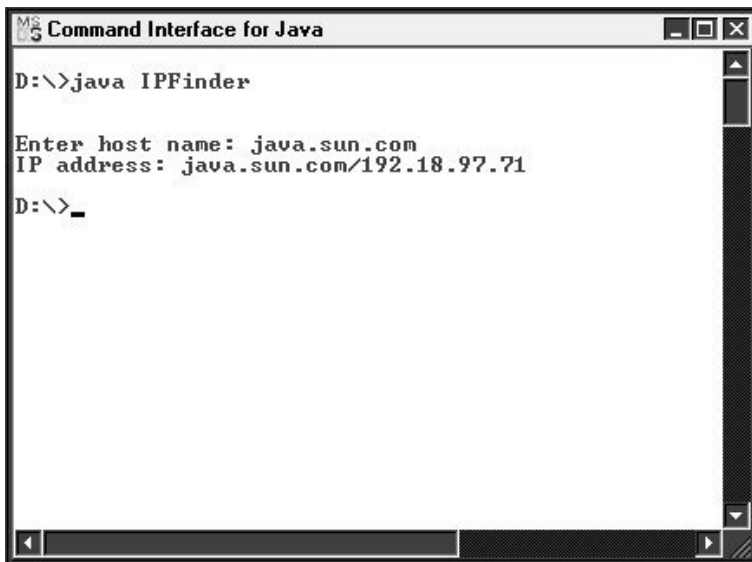 Command Interface for Java
D:\>java IPFinder
Enter host name: java.sun.com
IP address: java.sun.com/192.18.97.71
D:\>